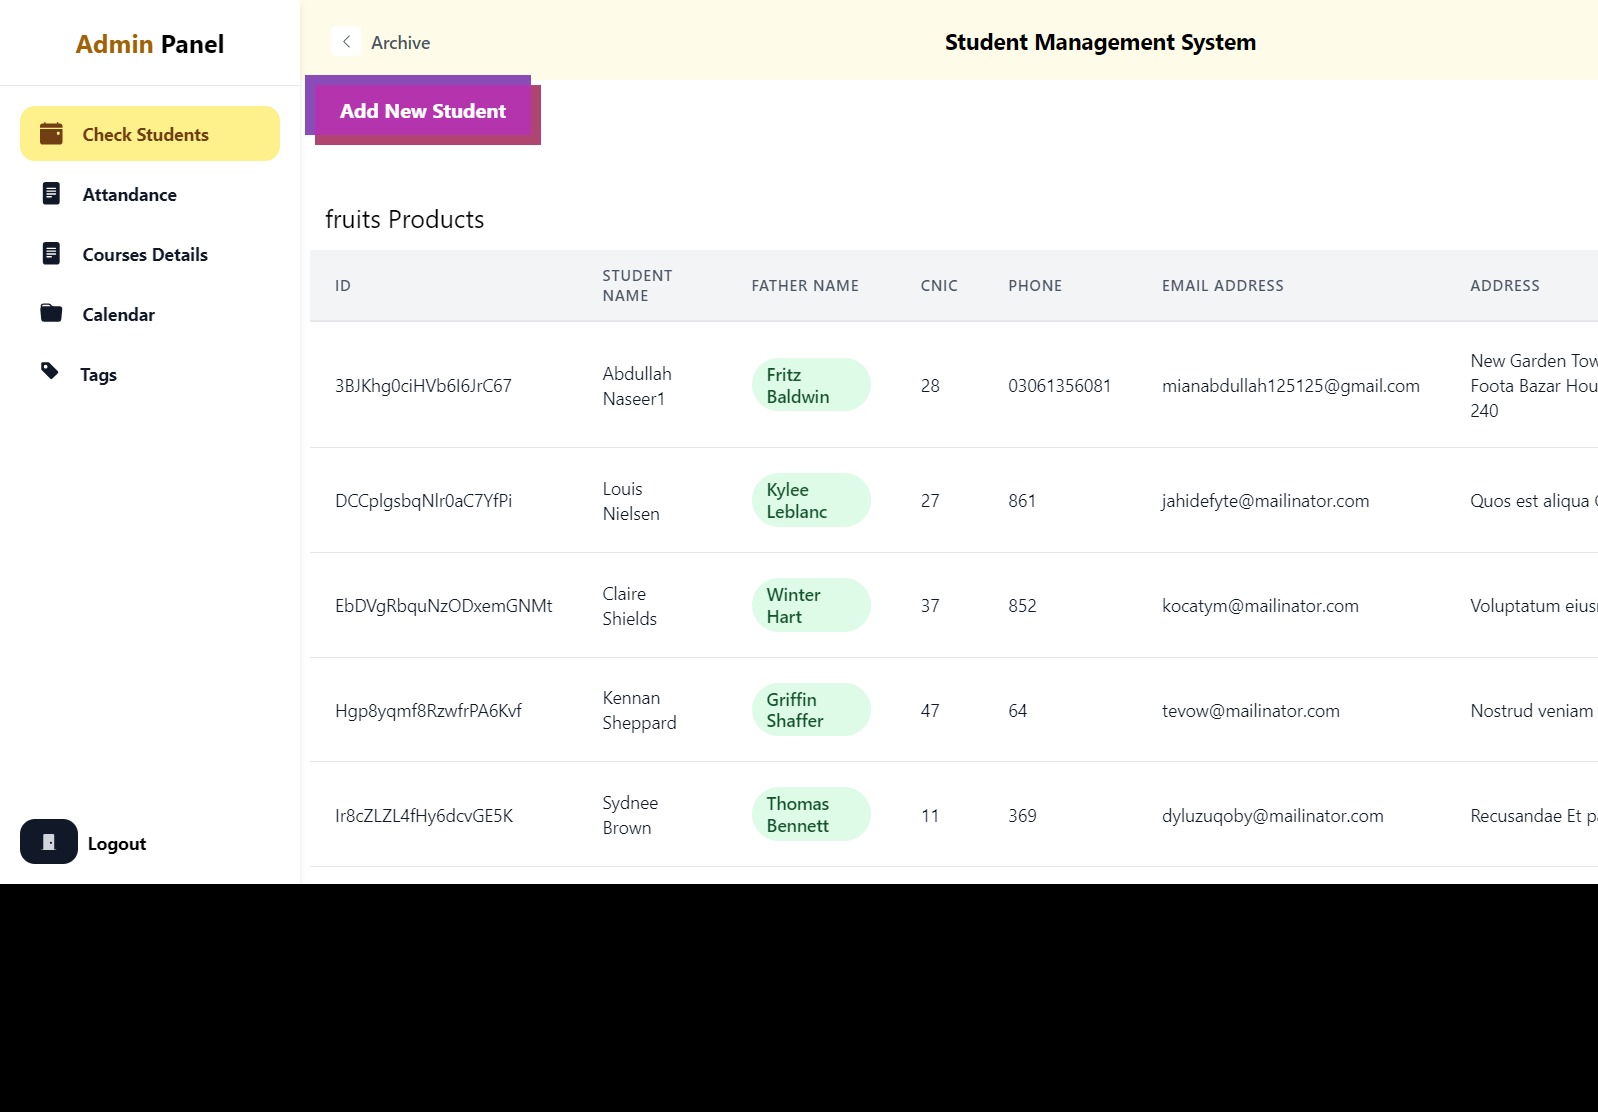 Admin Panel
Archive
Student Management System
Check Students
Attandance
Courses Details
Calendar
Tags
Logout
Add New Student
fruits Products
ID
STUDENT
NAME
FATHER NAME
CNIC
PHONE
EMAIL ADDRESS
ADDRESS
3BJKhg0ciHVb6I6JrC67
Abdullah
Naseer1
Fritz
Baldwin
28
03061356081
mianabdullah125125@gmail.com
New Garden Tow
Foota Bazar Hou
240
DCCplgsbqNlr0aC7YfPi
Louis
Nielsen
Kylee
Leblanc
27
861
jahidefyte@mailinator.com
Quos est aliqua
EbDVgRbquNzODxemGNMt
Claire
Shields
Winter
Hart
37
852
kocatym@mailinator.com
Voluptatum eius
Hgp8yqmf8RzwfrPA6Kvf
Kennan
Sheppard
Griffin
Shaffer
47
64
tevow@mailinator.com
Nostrud veniam
Ir8cZLZL4fHy6dcvGE5K
Sydnee
Brown
Thomas
Bennett
11
369
dyluzuqoby@mailinator.com
Recusandae Et p